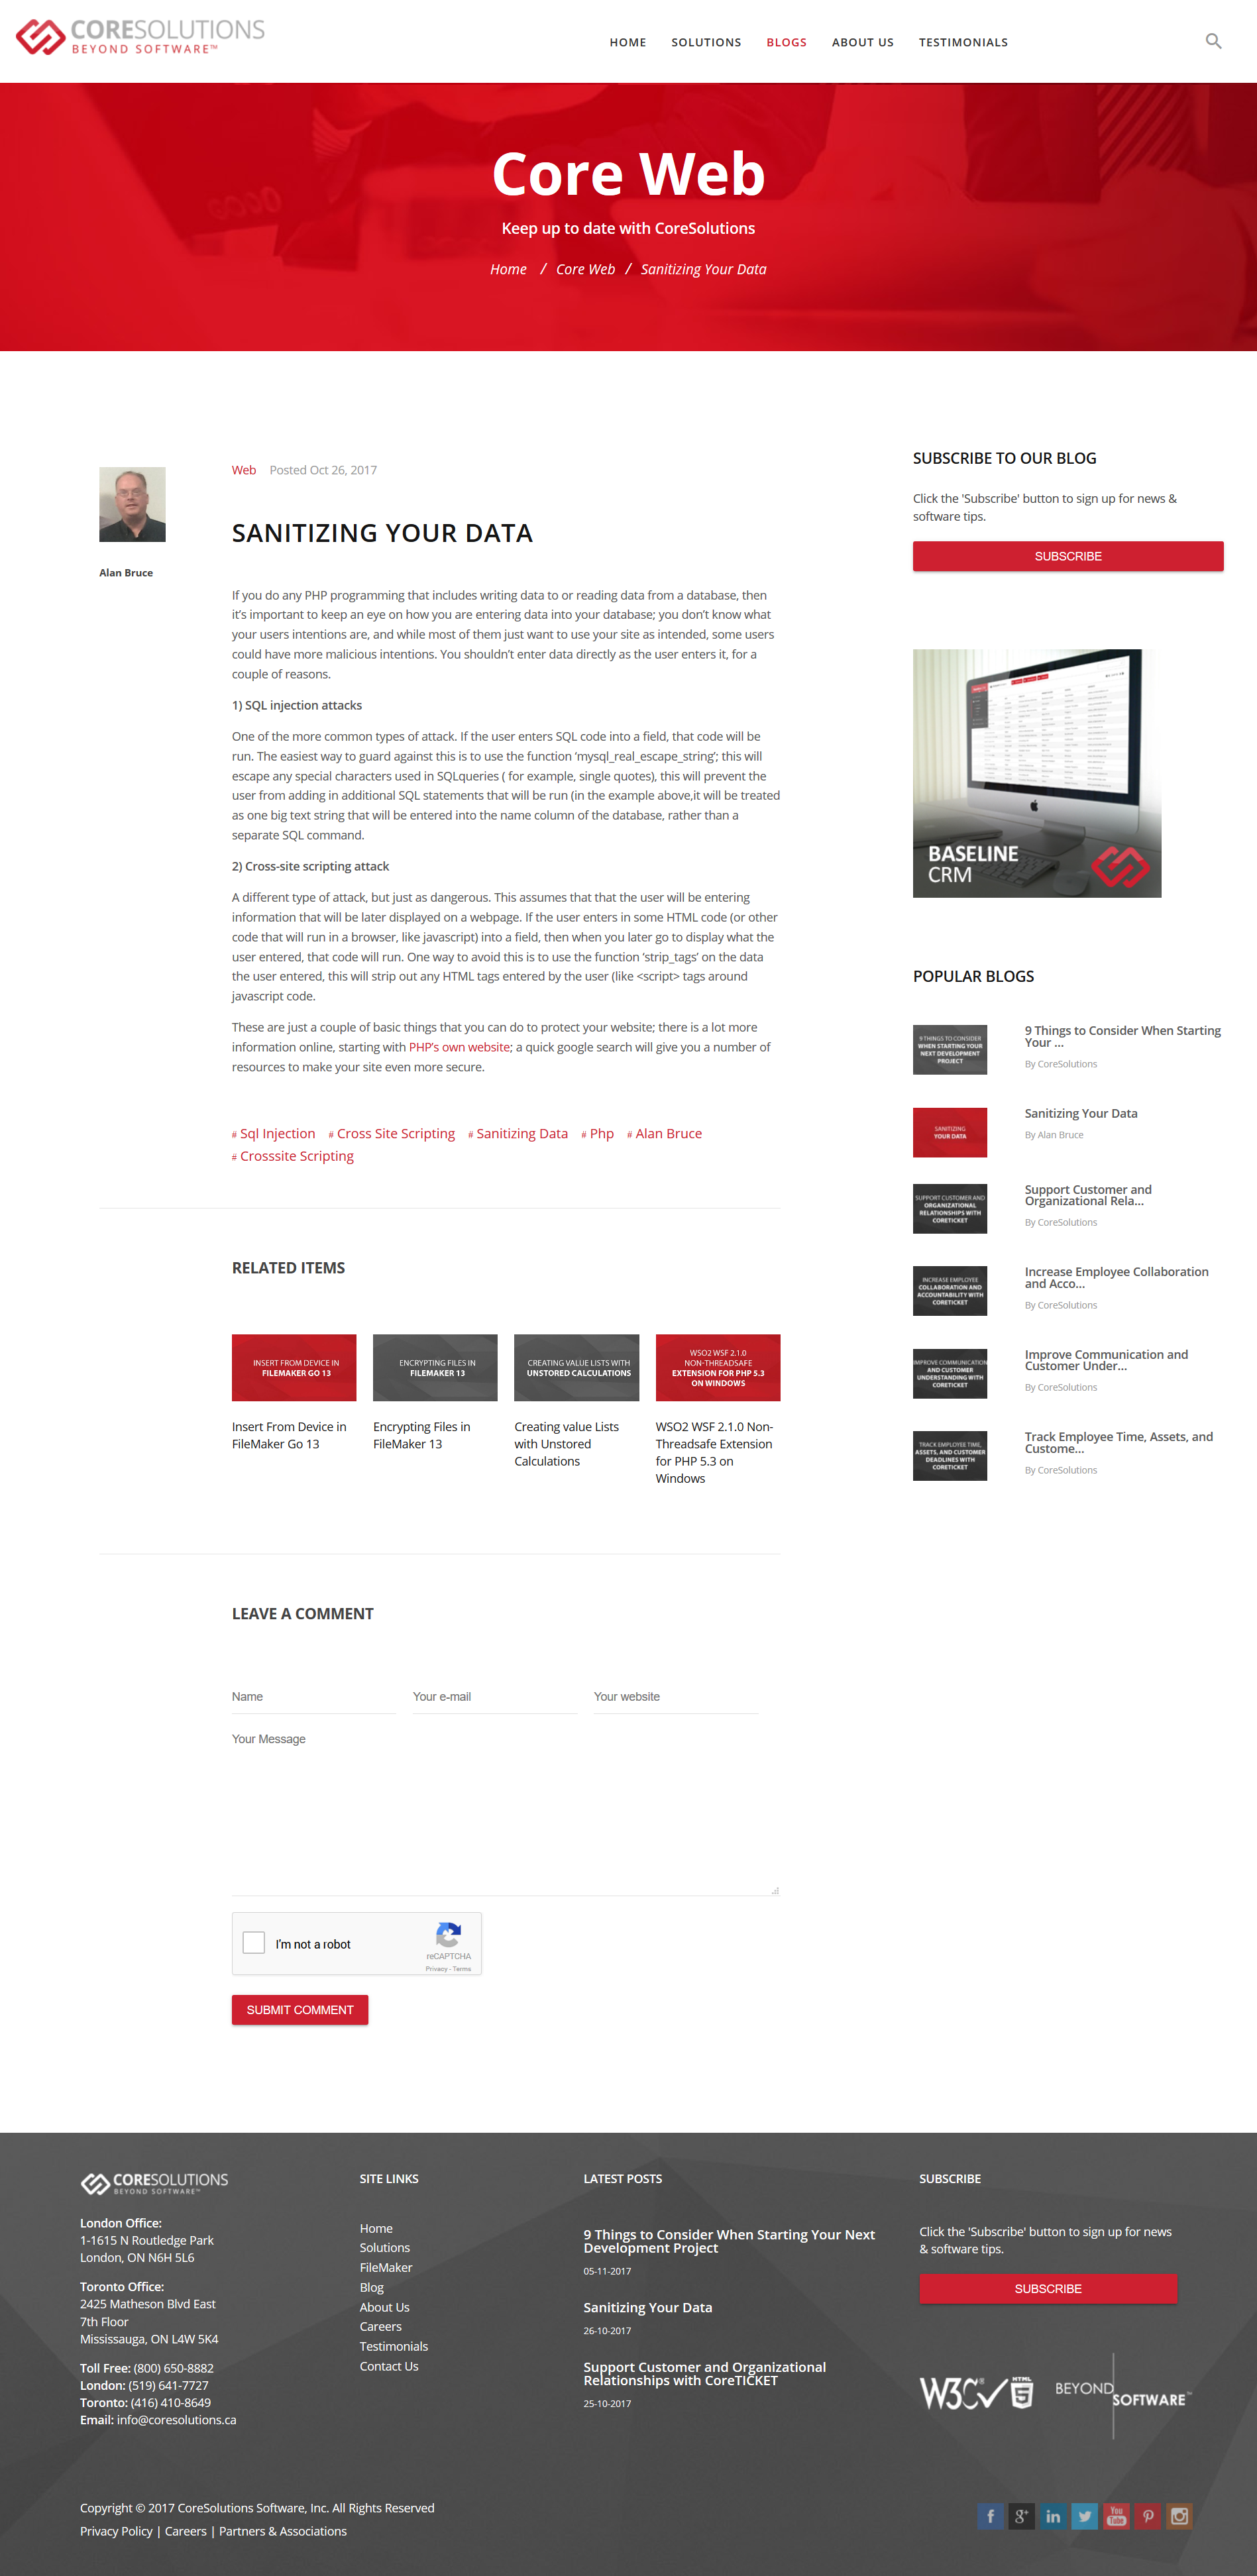 CORESOLUTIONS
BEYOND SOFTWARE™
HOME
SOLUTIONS
BLOGS
ABOUT US
TESTIMONIALS
Core Web
Keep up to date with CoreSolutions
Home / Core Web / Sanitizing Your Data
Alan Bruce
Web Posted Oct 26, 2017
SANITIZING YOUR DATA
If you do any PHP programming that includes writing data to or reading data from a database, then
it's important to keep an eye on how you are entering data into your database; you don't know what
your users intentions are, and while most of them just want to use your site as intended, some users
could have more malicious intentions. You shouldn't enter data directly as the user enters it, for a
couple of reasons.
1) SQL injection attacks
One of the more common types of attack. If the user enters SQL code into a field, that code will be
run. The easiest way to guard against this is to use the function 'mysql_real_escape_string'; this will
escape any special characters used in SQLqueries ( for example, single quotes), this will prevent the
user from adding in additional SQL statements that will be run (in the example above,it will be treated
as one big text string that will be entered into the name column of the database, rather than a
separate SQL command.
2) Cross-site scripting attack
A different type of attack, but just as dangerous. This assumes that that the user will be entering
information that will be later displayed on a webpage. If the user enters in some HTML code (or other
code that will run in a browser, like javascript) into a field, then when you later go to display what the
user entered, that code will run. One way to avoid this is to use the function 'strip_tags' on the data
the user entered, this will strip out any HTML tags entered by the user (like <script> tags around
javascript code.
These are just a couple of basic things that you can do to protect your website; there is a lot more
information online, starting with PHP's own website; a quick google search will give you a number of
resources to make your site even more secure.
# Sql Injection # Cross Site Scripting # Sanitizing Data # Php # Alan Bruce
# Crosssite Scripting
RELATED ITEMS
INSERT FROM DEVICE IN
FILEMAKER GO 13
Insert From Device in
FileMaker Go 13
ENCRYPTING FILES IN
FILEMAKER 13
Encrypting Files in
FileMaker 13
CREATING VALUE LISTS WITH
UNSTORED CALCULATIONS
Creating value Lists
with Unstored
Calculations
WSO2 WSF 2.1.0
NON-THREADSAFE
EXTENSION FOR PHP 5.3
ON WINDOWS
WSO2 WSF 2.1.0 Non-
Threadsafe Extension
for PHP 5.3 on
Windows
LEAVE A COMMENT
Name
Your e-mail
Your website
Your Message
I'm not a robot
reCAPTCHA
Privacy - Terms
SUBMIT COMMENT
SUBSCRIBE TO OUR BLOG
Click the 'Subscribe' button to sign up for news &
software tips.
SUBSCRIBE
BASELINE
CRM
POPULAR BLOGS
9 THINGS TO CONSIDER
WHEN STARTING YOUR
NEXT DEVELOPMENT
PROJECT
9 Things to Consider When Starting
Your ...
By CoreSolutions
SANITIZING
YOUR DATA
Sanitizing Your Data
By Alan Bruce
SUPPORT CUSTOMER AND
ORGANIZATIONAL
RELATIONSHIPS WITH
CORETICKET
Support Customer and
Organizational Rela...
By CoreSolutions
INCREASE EMPLOYEE
COLLABORATION AND
ACCOUNTABILITY WITH
CORETICKET
Increase Employee Collaboration
and Acco...
By CoreSolutions
IMPROVE COMMUNICATION
AND CUSTOMER
UNDERSTANDING WITH
CORETICKET
Improve Communication and
Customer Under...
By CoreSolutions
TRACK EMPLOYEE TIME,
ASSETS, AND CUSTOMER
DEADLINES WITH
CORETICKET
Track Employee Time, Assets, and
Custome...
By CoreSolutions
CORESOLUTIONS
BEYOND SOFTWARE™
London Office:
1-1615 N Routledge Park
London, ON N6H 5L6
Toronto Office:
2425 Matheson Blvd East
7th Floor
Mississauga, ON L4W 5K4
Toll Free: (800) 650-8882
London: (519) 641-7727
Toronto: (416) 410-8649
Email: info@coresolutions.ca
SITE LINKS
Home
Solutions
FileMaker
Blog
About Us
Careers
Testimonials
Contact Us
LATEST POSTS
9 Things to Consider When Starting Your Next
Development Project
05-11-2017
Sanitizing Your Data
26-10-2017
Support Customer and Organizational
Relationships with CoreTICKET
25-10-2017
SUBSCRIBE
Click the 'Subscribe' button to sign up for news
& software tips.
SUBSCRIBE
W3C® HTML 5
BEYOND SOFTWARE™
Copyright © 2017 CoreSolutions Software, Inc. All Rights Reserved
Privacy Policy | Careers | Partners & Associations
f g+ in You Tube